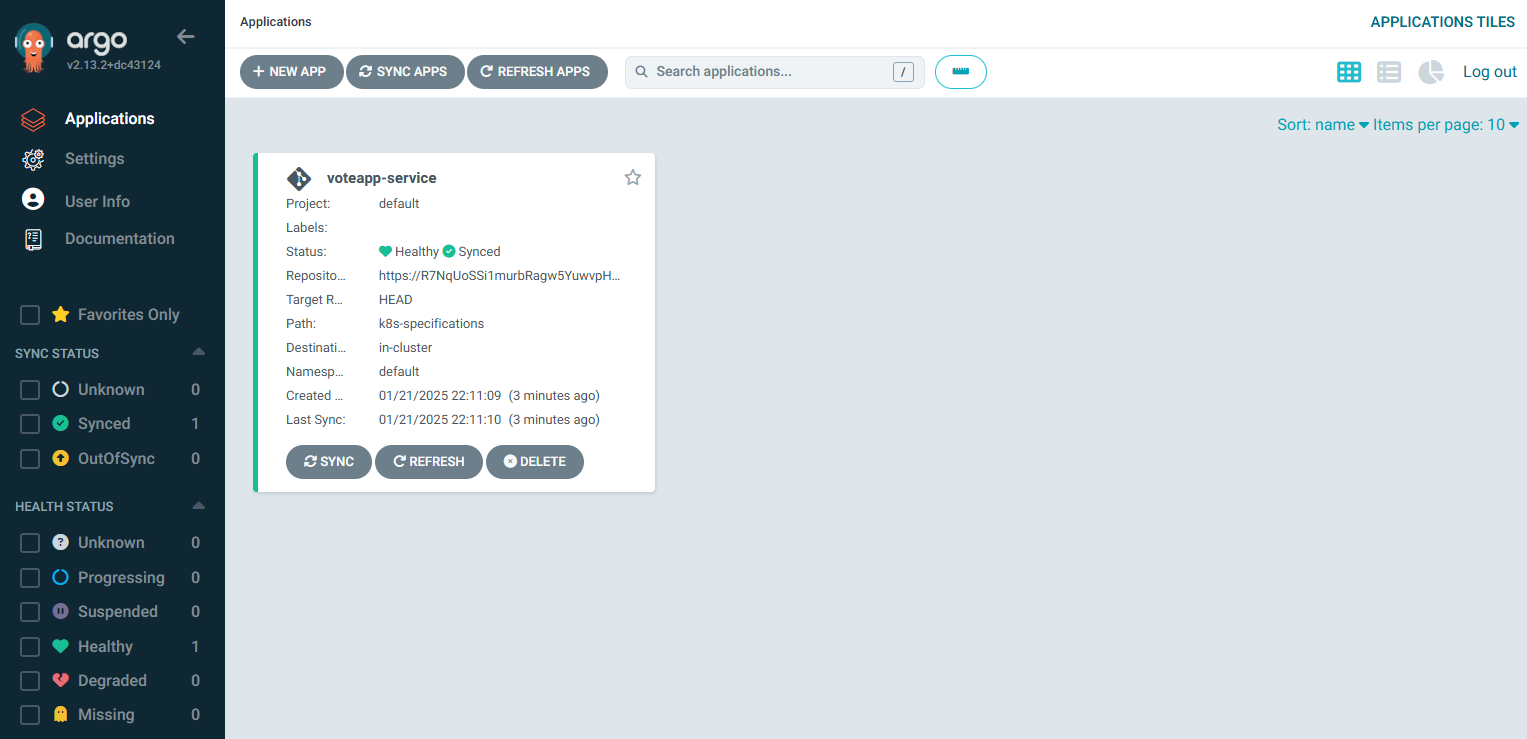 argo
v2.13.2+dc43124
Applications
Settings
User Info
Documentation
Favorites Only
SYNC STATUS
Unknown 0
Synced 1
OutOfSync 0
HEALTH STATUS
Unknown 0
Progressing 0
Suspended 0
Healthy 1
Degraded 0
Missing 0
Applications
APPLICATIONS TILES
+ NEW APP SYNC APPS REFRESH APPS Search applications... / Log out
Sort: name Items per page: 10
voteapp-service
Project: default
Labels:
Status: Healthy Synced
Reposito... https://R7NqUoSSi1murbRagw5YuwvpH...
Target R... HEAD
Path: k8s-specifications
Destinati... in-cluster
Namesp... default
Created ... 01/21/2025 22:11:09 (3 minutes ago)
Last Sync: 01/21/2025 22:11:10 (3 minutes ago)
SYNC REFRESH DELETE